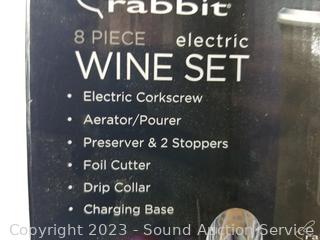 rabbit®
8 PIECE electric
WINE SET
• Electric Corkscrew
• Aerator/Pourer
• Preserver & 2 Stoppers
• Foil Cutter
• Drip Collar
• Charging Base
Copyright 2023 - Sound Auction Service